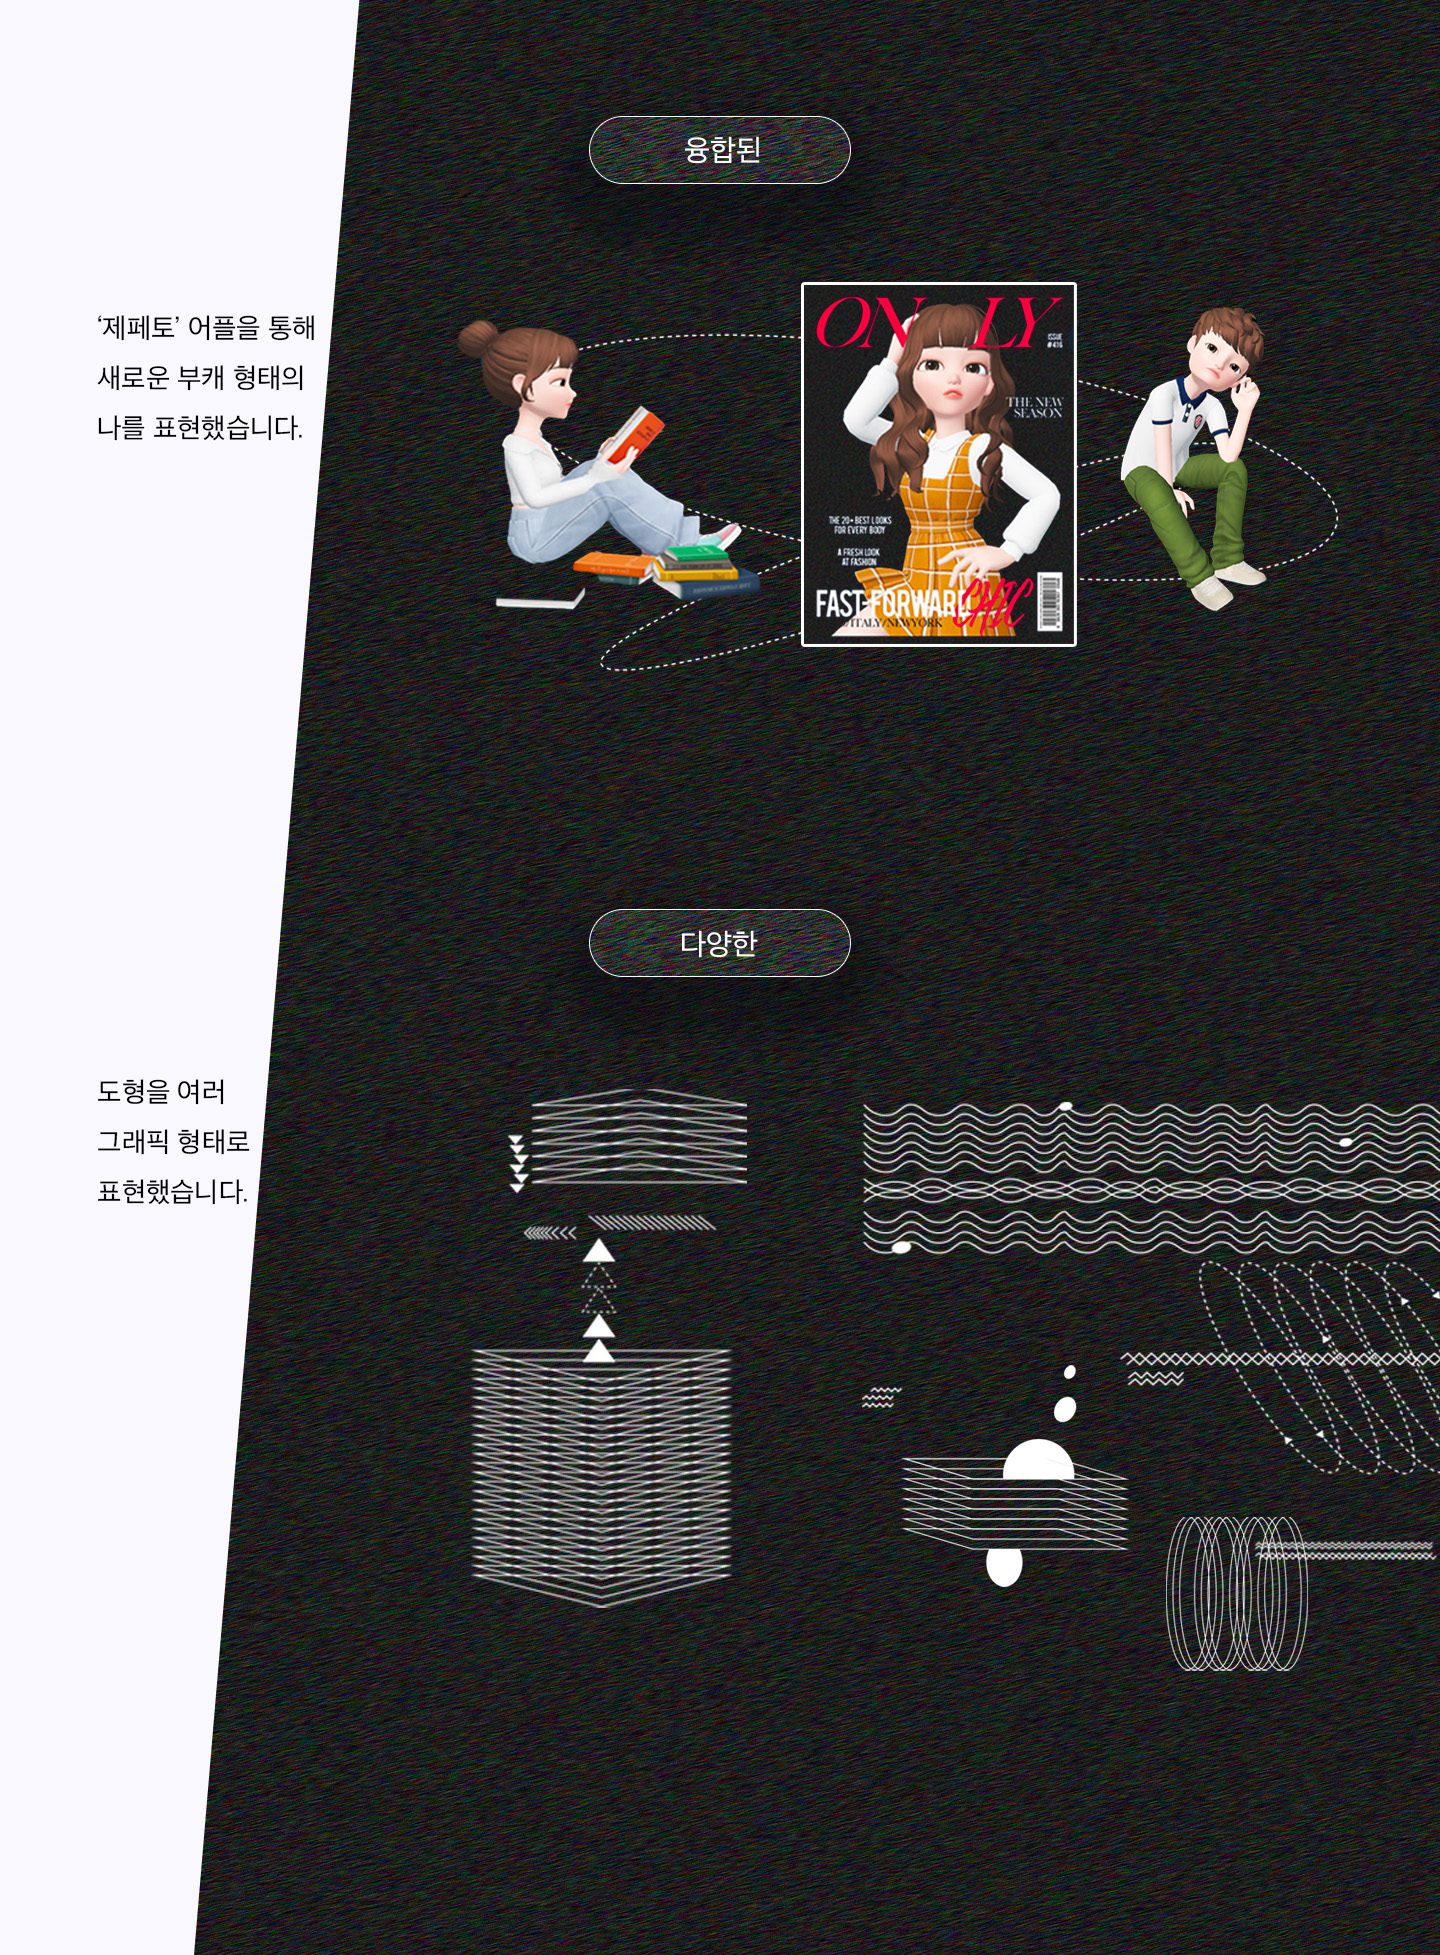 융합된
‘제페토’ 어플을 통해
새로운 부캐 형태의
나를 표현했습니다.
ONLY
ISSUE
#416
THE NEW
SEASON
THE 20+ BEST LOOKS
FOR EVERY BODY
A FRESH LOOK
AT FASHION
FAST-FORWARD
CHIC
/ITALY/NEWYORK
다양한
도형을 여러
그래픽 형태로
표현했습니다.